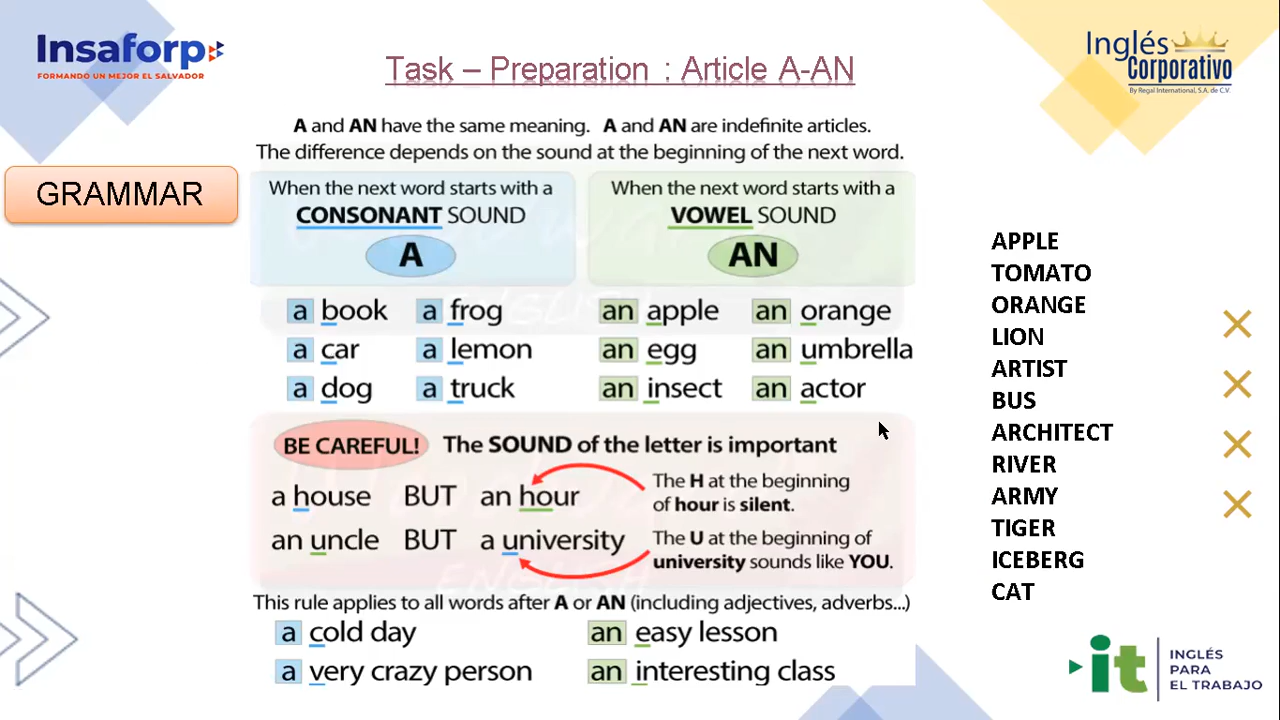 Insaforp
FORMANDO UN MEJOR EL SALVADOR
Task – Preparation : Article A-AN
Inglés
Corporativo
By Regal International, S.A. de C.V.
GRAMMAR
A and AN have the same meaning. A and AN are indefinite articles.
The difference depends on the sound at the beginning of the next word.
When the next word starts with a
CONSONANT SOUND
A
When the next word starts with a
VOWEL SOUND
AN
a book a frog an apple an orange
a car a lemon an egg an umbrella
a dog a truck an insect an actor
BE CAREFUL! The SOUND of the letter is important
a house BUT an hour
The H at the beginning
of hour is silent.
an uncle BUT a university
The U at the beginning of
university sounds like YOU.
This rule applies to all words after A or AN (including adjectives, adverbs...)
a cold day an easy lesson
a very crazy person an interesting class
APPLE
TOMATO
ORANGE
LION
ARTIST
BUS
ARCHITECT
RIVER
ARMY
TIGER
ICEBERG
CAT
it
INGLÉS
PARA
EL TRABAJO